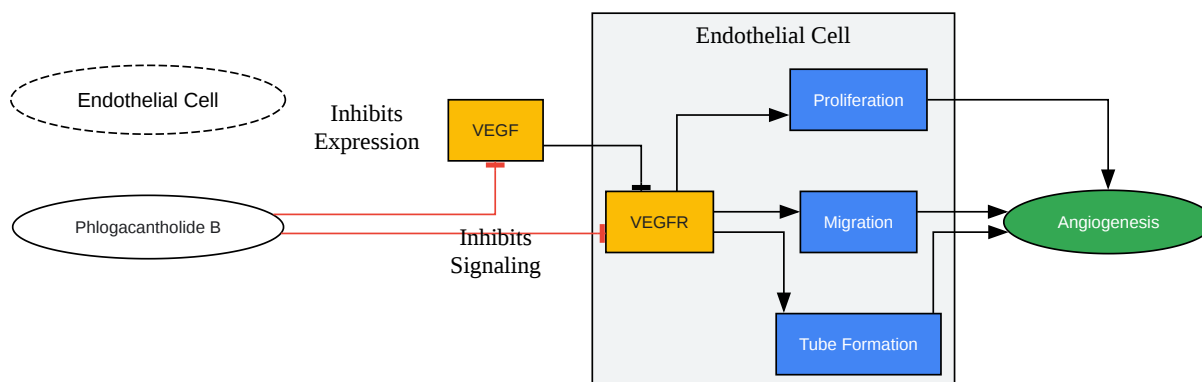 Endothelial Cell
Endothelial Cell
Inhibits
Expression
VEGF
Proliferation
Phlogacantholide B
Inhibits
Signaling
VEGFR
Migration
Angiogenesis
Tube Formation